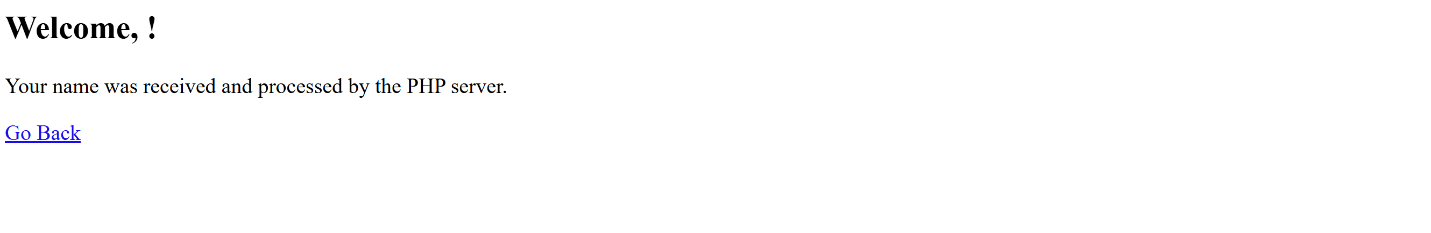 Welcome, !
Your name was received and processed by the PHP server.
Go Back